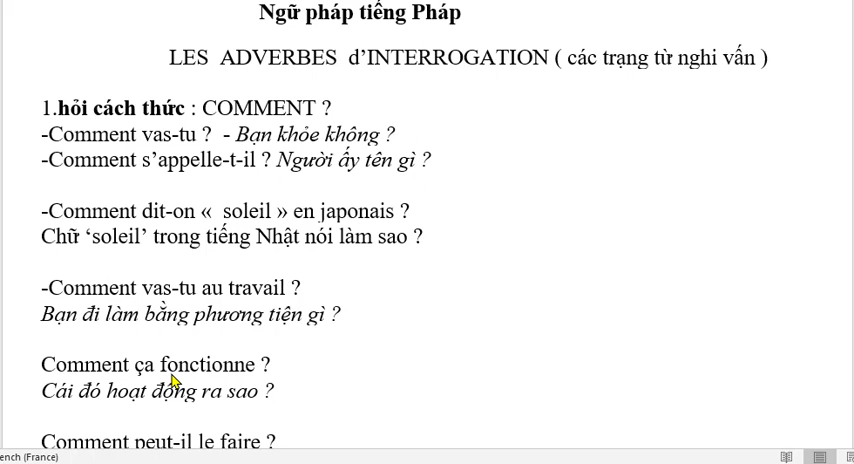 Ngữ pháp tiếng Pháp
LES ADVERBES d’INTERROGATION ( các trạng từ nghi vấn )
1.hỏi cách thức : COMMENT ?
-Comment vas-tu ? - Bạn khỏe không ?
-Comment s’appelle-t-il ? Người ấy tên gì ?
-Comment dit-on « soleil » en japonais ?
Chữ ‘soleil’ trong tiếng Nhật nói làm sao ?
-Comment vas-tu au travail ?
Bạn đi làm bằng phương tiện gì ?
Comment ça fonctionne ?
Cái đó hoạt động ra sao ?
Comment peut-il le faire ?
ench (France)